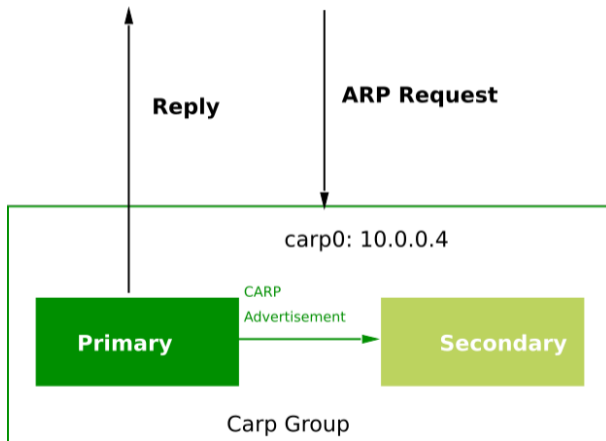 Reply
ARP Request
carp0: 10.0.0.4
CARP
Advertisement
Primary
Secondary
Carp Group